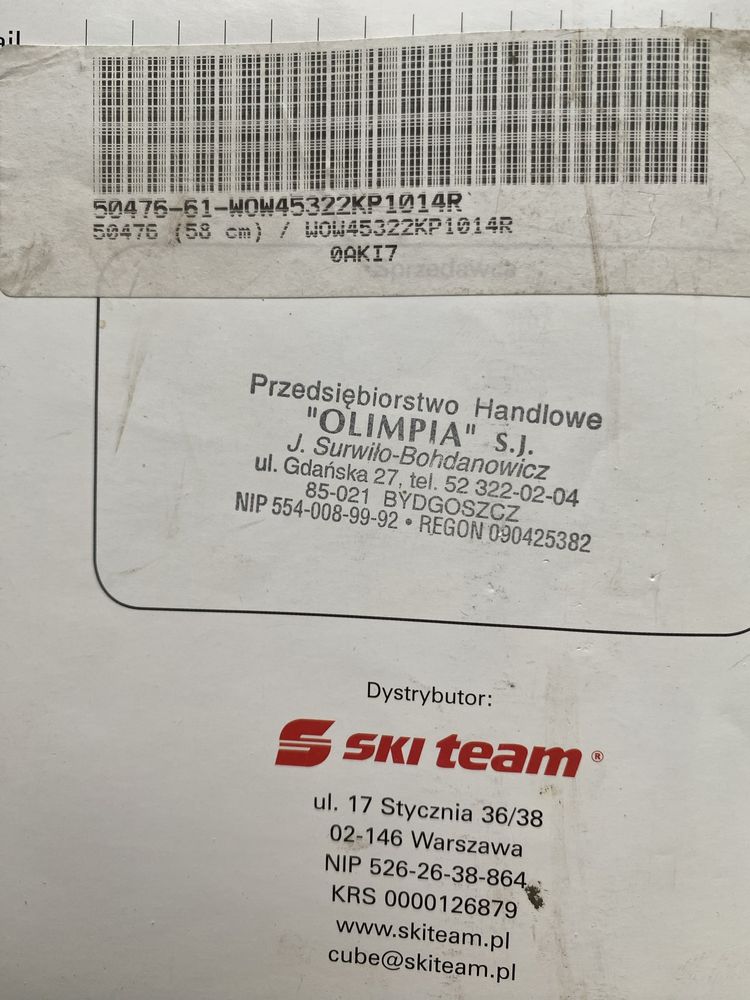 ail
50476-61-WOW45322KP1014R
50476 (58 cm) / WOW45322KP1014R
0AKI7
Sprzedawca
Przedsiębiorstwo Handlowe
"OLIMPIA" S.J.
J. Surwiło-Bohdanowicz
ul. Gdańska 27, tel. 52 322-02-04
85-021 BYDGOSZCZ
NIP 554-008-99-92 • REGON 090425382
Dystrybutor:
SKI team ®
ul. 17 Stycznia 36/38
02-146 Warszawa
NIP 526-26-38-864
KRS 0000126879
www.skiteam.pl
cube@skiteam.pl